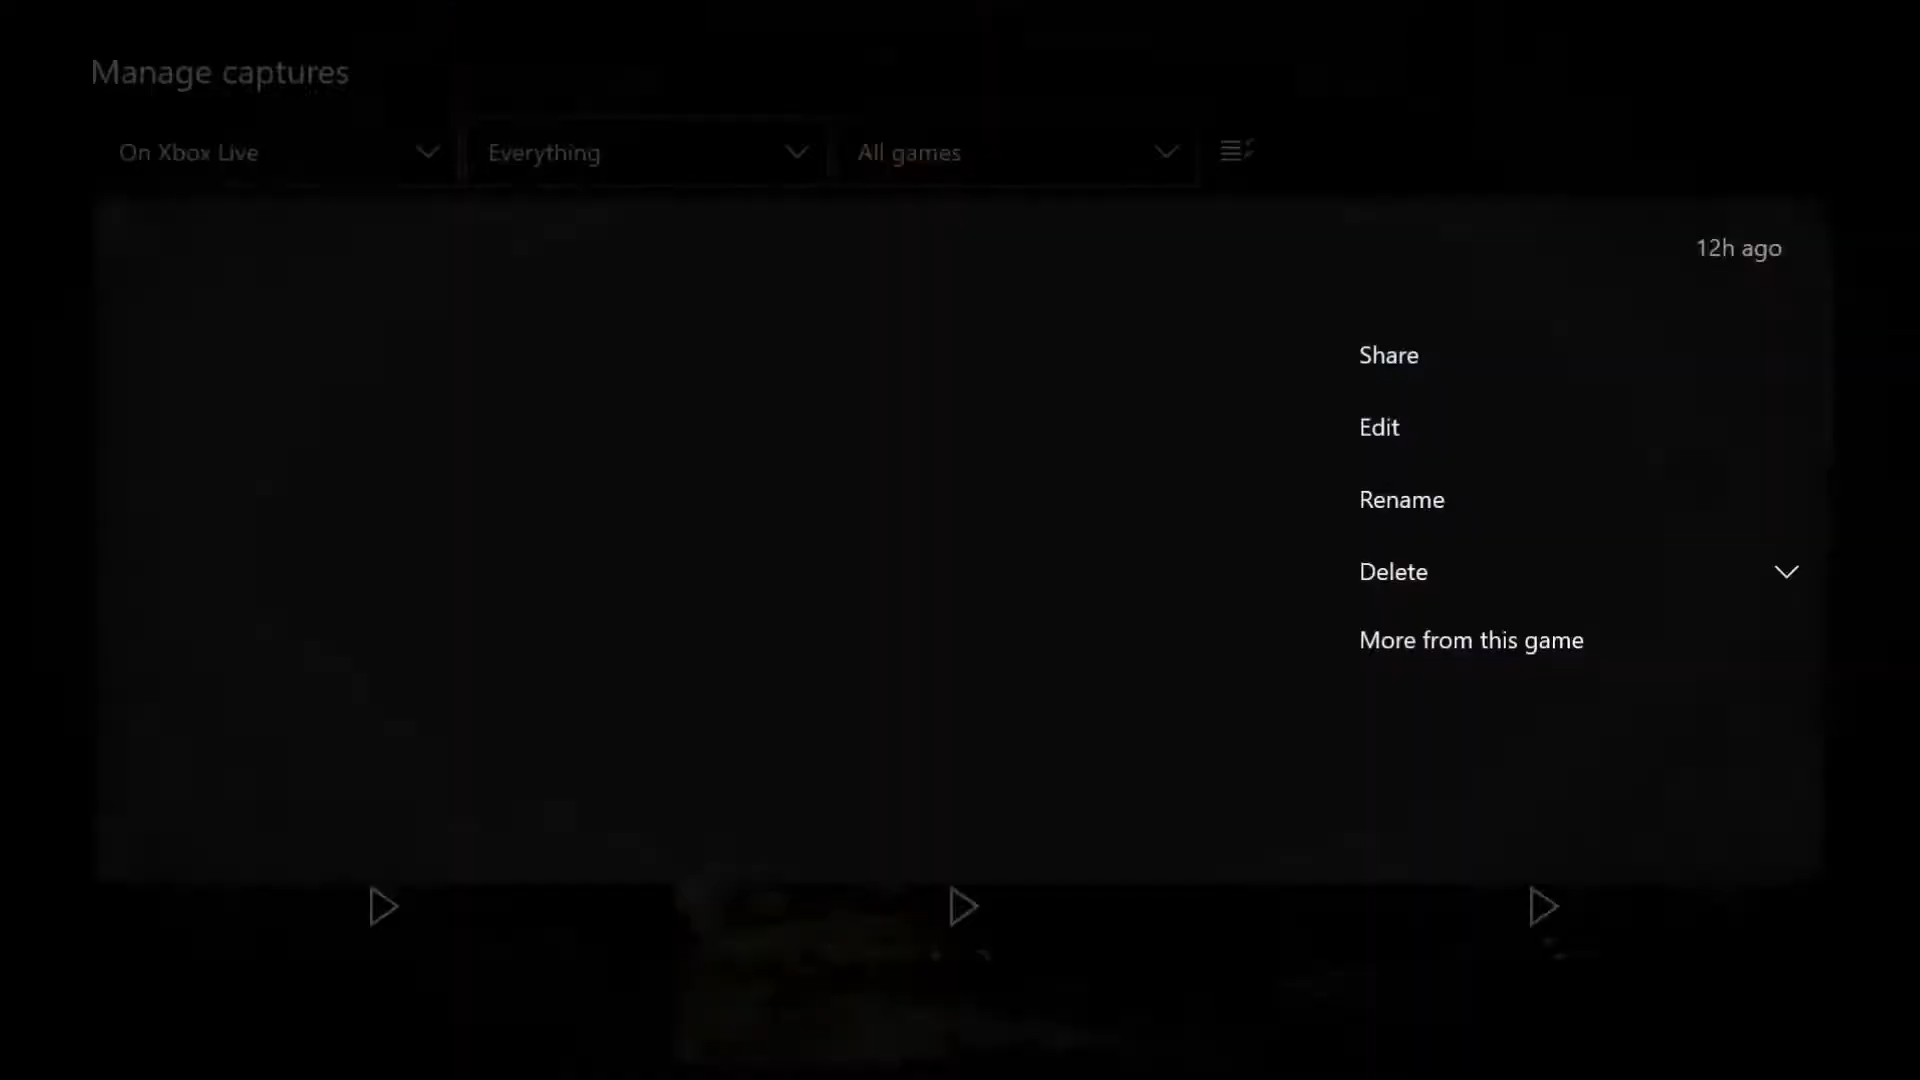 Manage captures
On Xbox Live
Everything
All games
12h ago
Share
Edit
Rename
Delete
More from this game